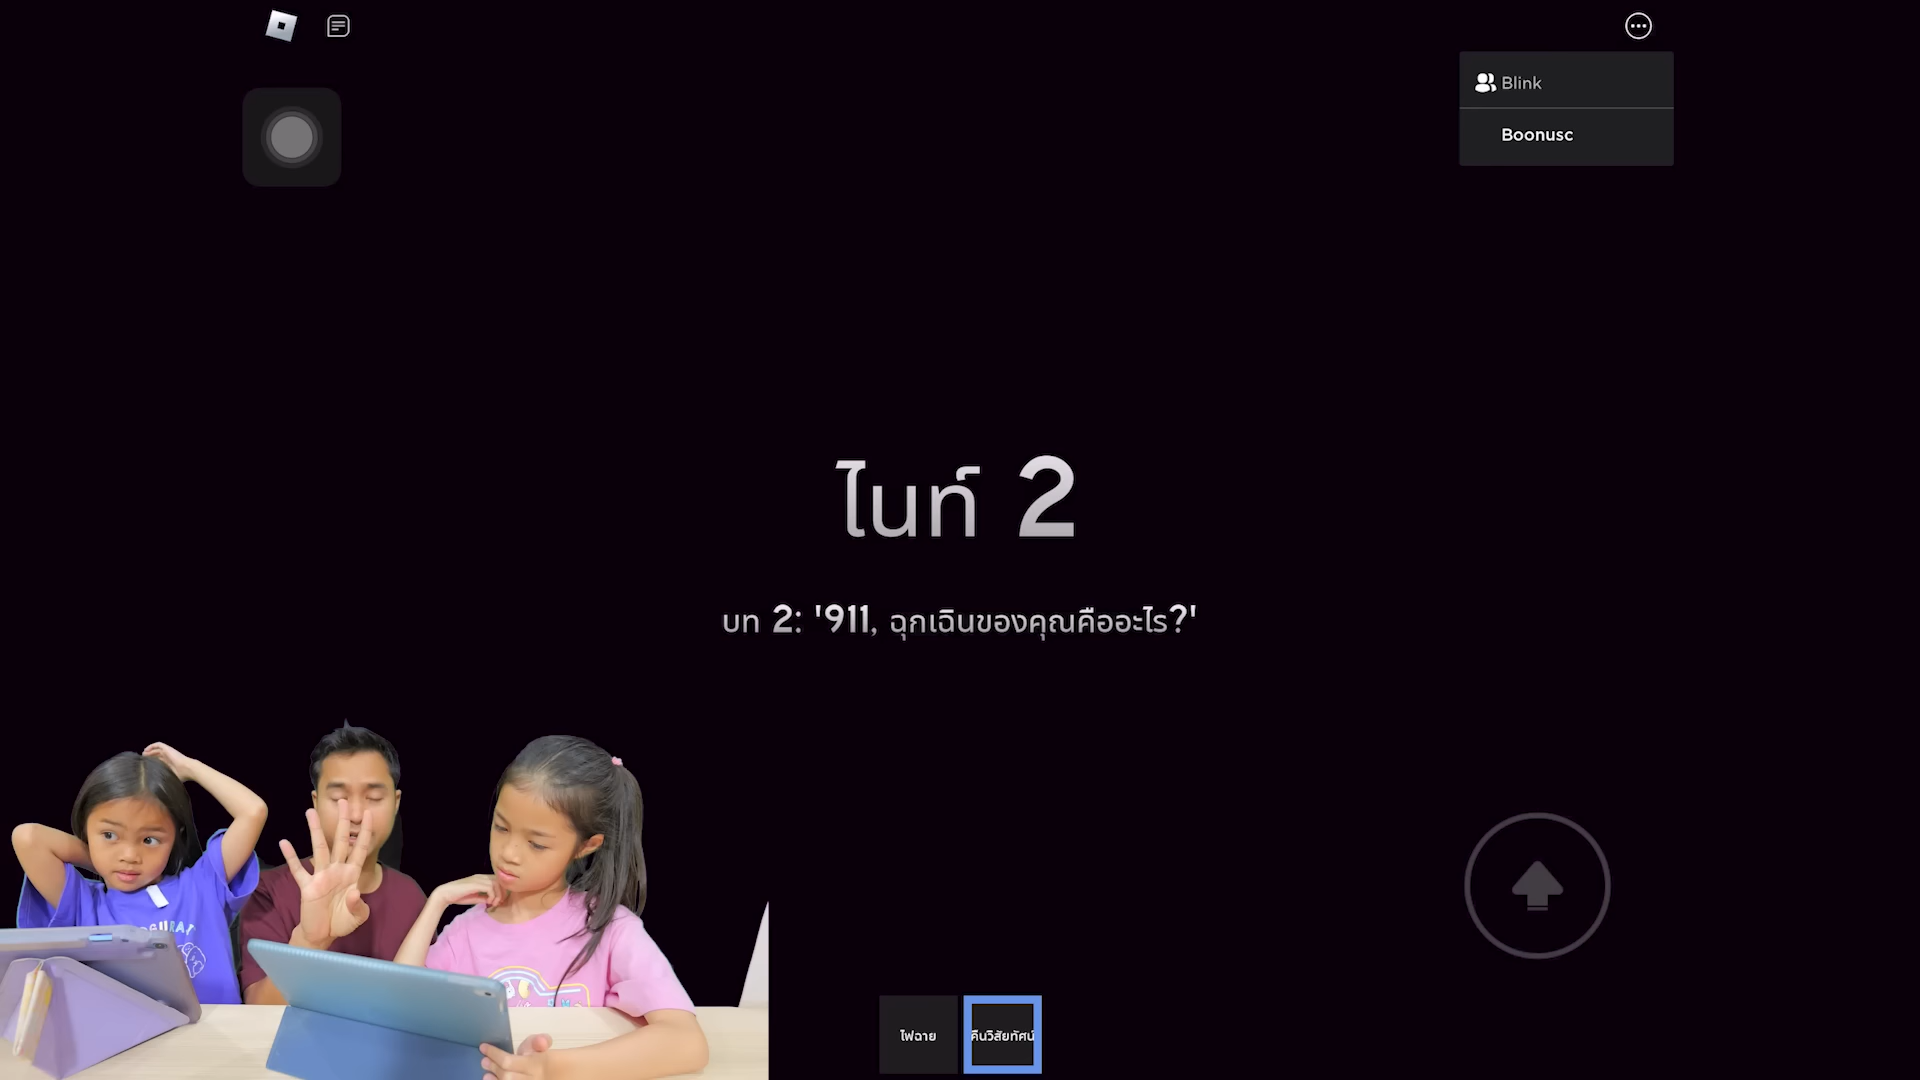 Blink
Boonusc
ไนท์ 2
บท 2: '911, ฉุกเฉินของคุณคืออะไร?'
ไฟฉาย
คืนวิสัยทัศน์